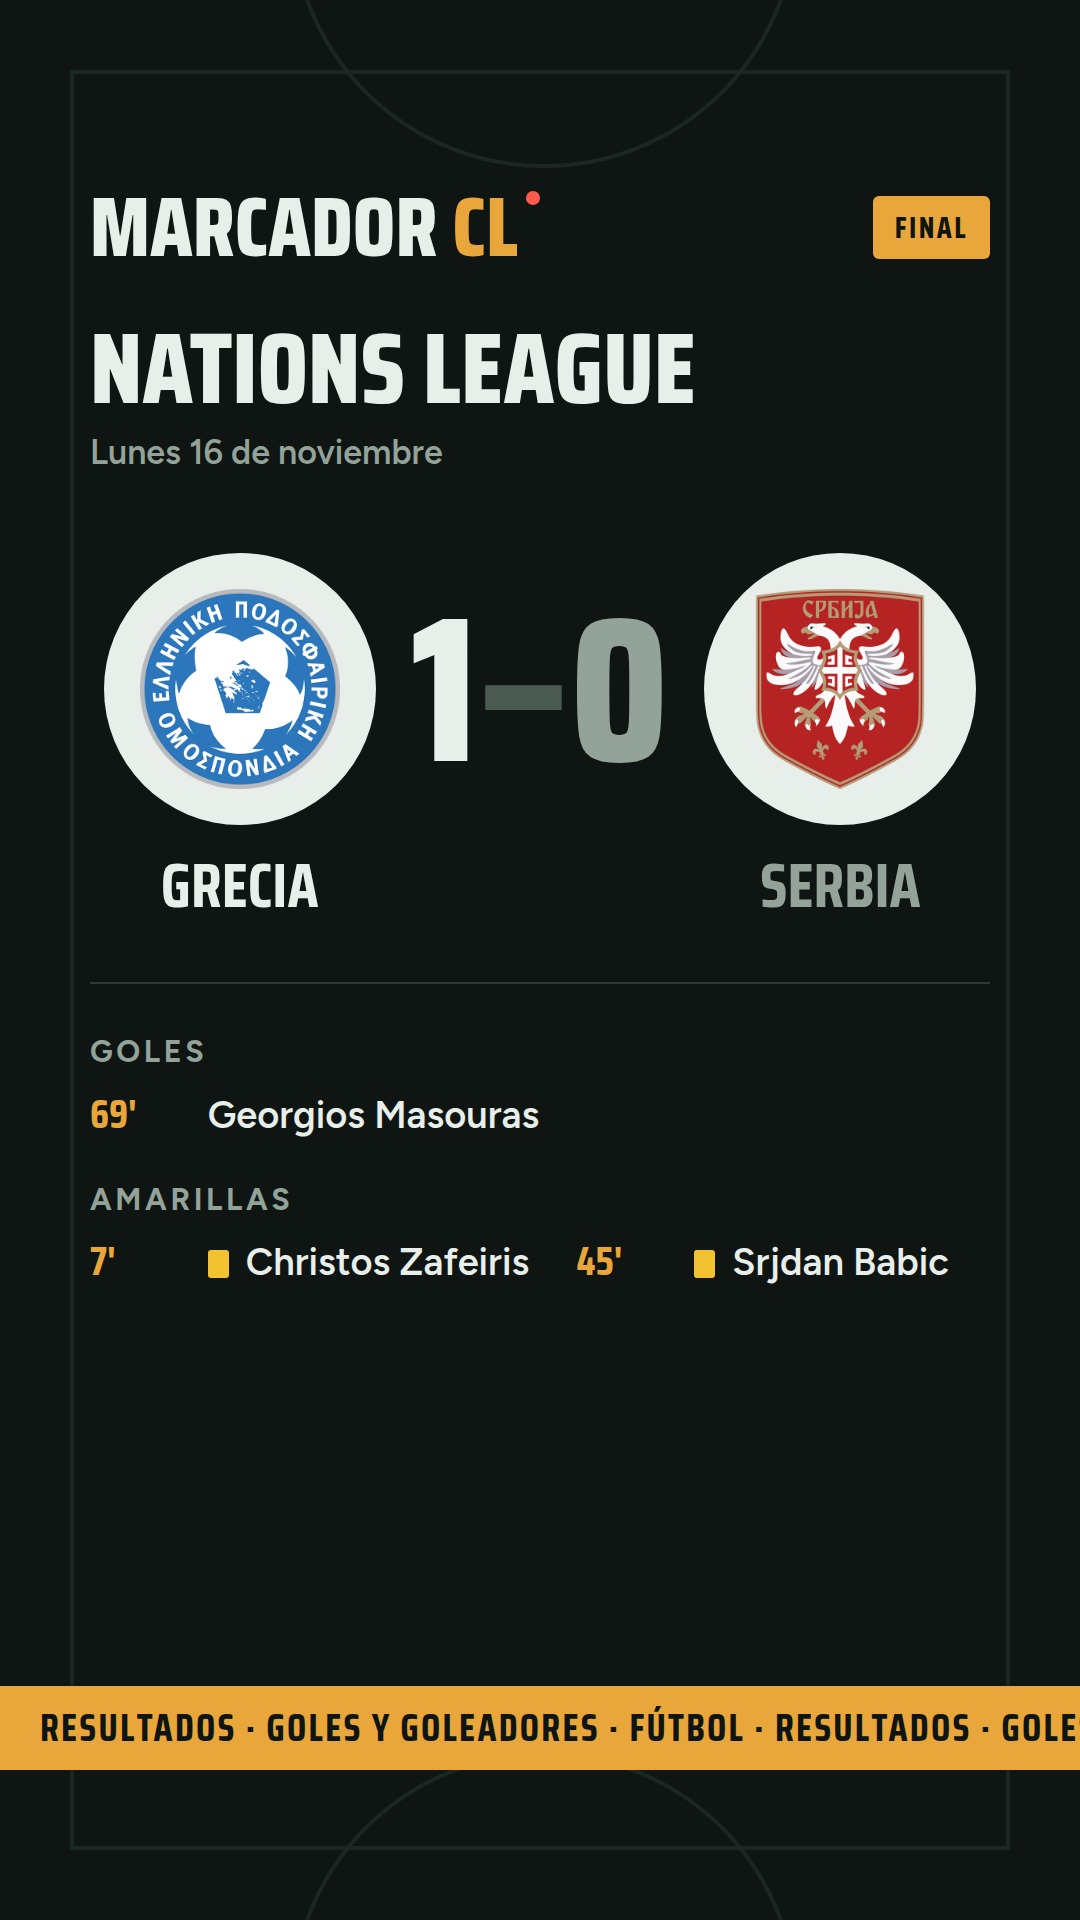 MARCADOR CL
FINAL
NATIONS LEAGUE
Lunes 16 de noviembre
ΕΛΛΗΝΙΚΗ ΠΟΔΟΣΦΑΙΡΙΚΗ ΟΜΟΣΠΟΝΔΙΑ
1–0
СРБИЈА
GRECIA
SERBIA
GOLES
69' Georgios Masouras
AMARILLAS
7' Christos Zafeiris 45' Srjdan Babic
RESULTADOS · GOLES Y GOLEADORES · FÚTBOL · RESULTADOS · GOLES